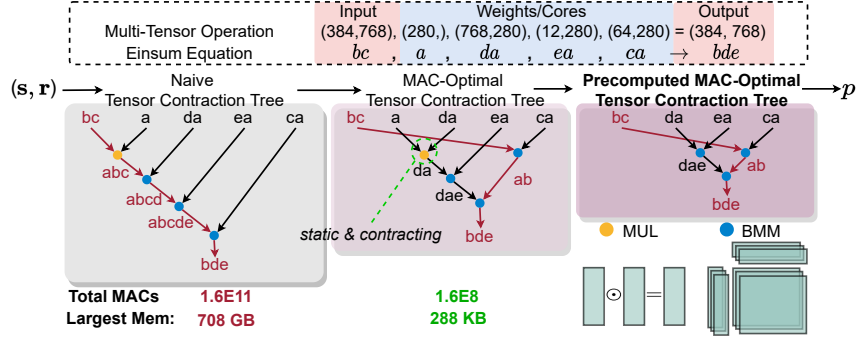 Input Weights/Cores Output
Multi-Tensor Operation (384,768), (280,), (768,280), (12,280), (64,280) = (384, 768)
Einsum Equation bc , a , da , ea , ca → bde
(s, r) Naive MAC-Optimal Precomputed MAC-Optimal p
Tensor Contraction Tree Tensor Contraction Tree Tensor Contraction Tree
bc a da ea ca bc a da ea ca bc da ea ca
abc da dae ab
abcd dae ab bde
abcde bde
static & contracting
bde
MUL BMM
Total MACs 1.6E11 1.6E8
Largest Mem: 708 GB 288 KB
⊙ =